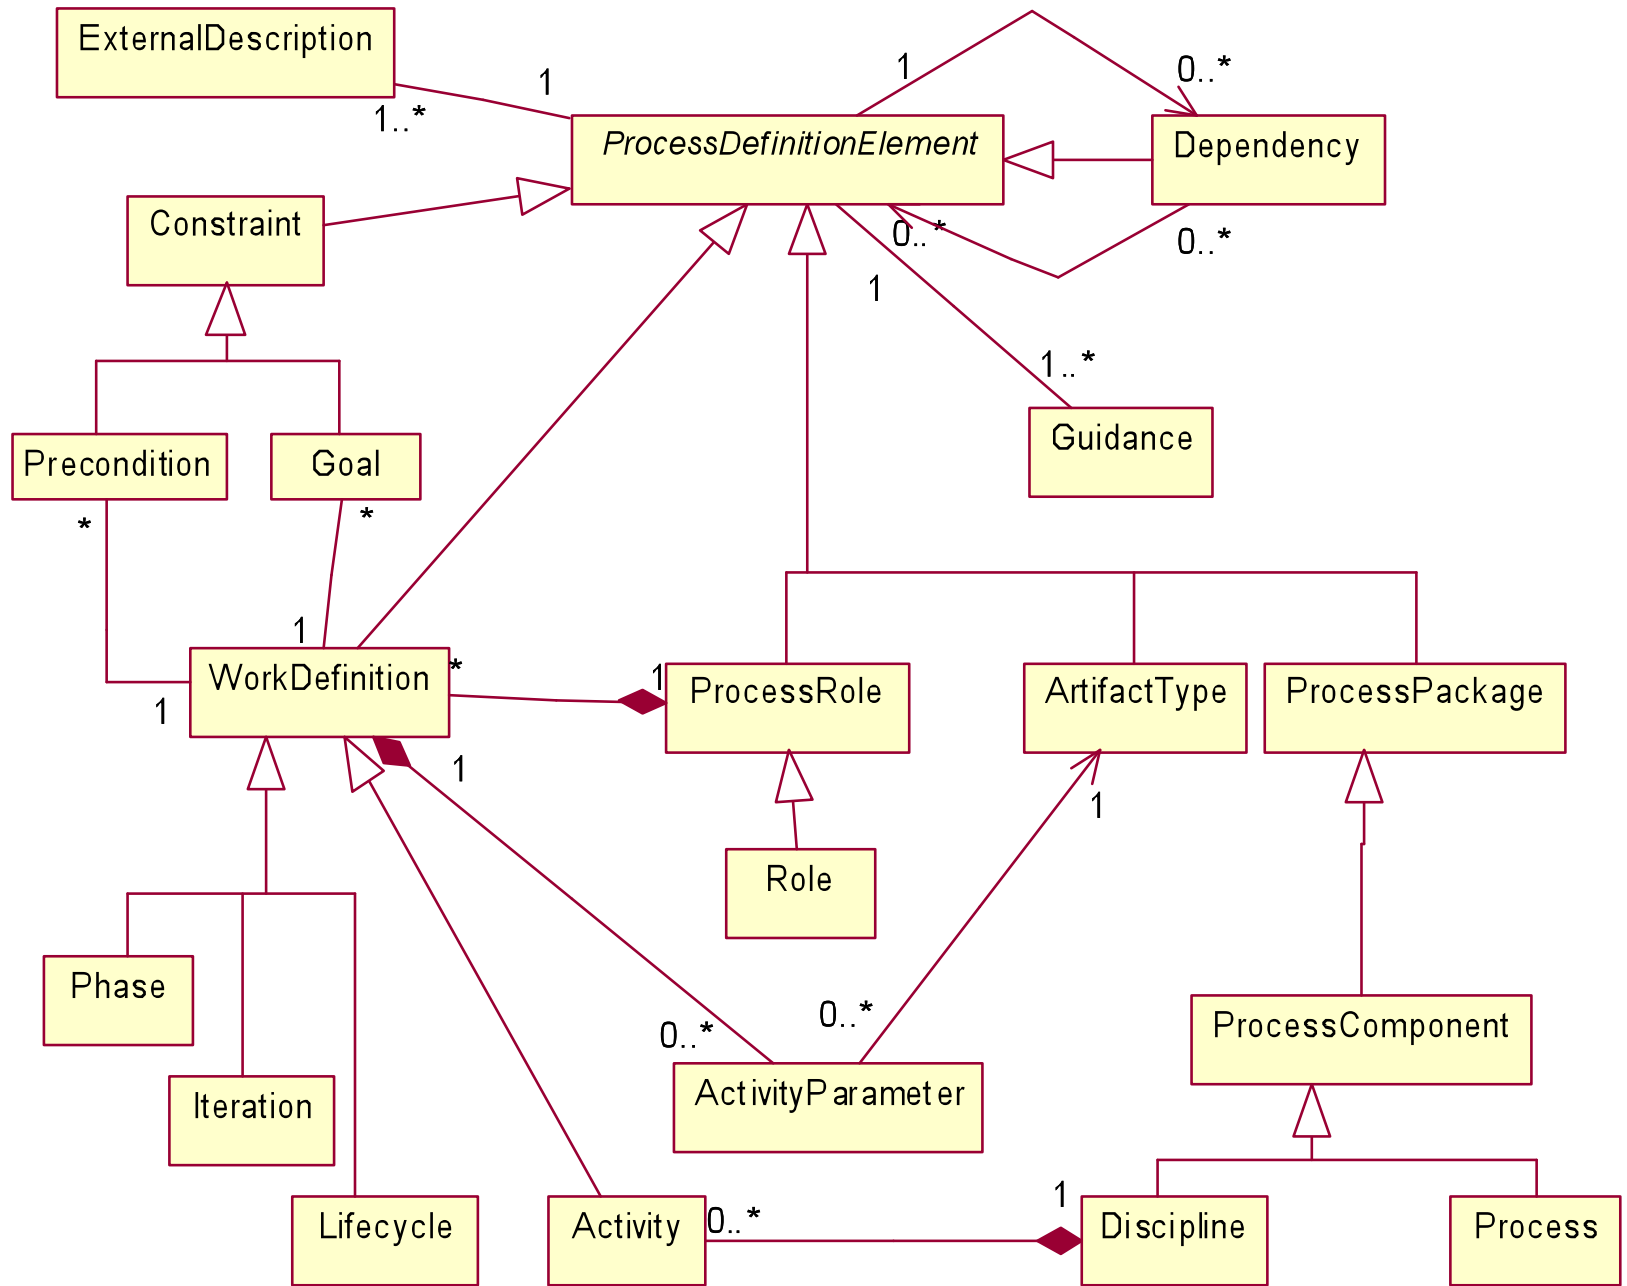 ExternalDescription
1
1..*
1
0..*
ProcessDefinitionElement
Dependency
Constraint
0..*
0..*
1
1..*
Guidance
Precondition
Goal
*
*
1
1
WorkDefinition
*
1
ProcessRole
ArtifactType
ProcessPackage
1
1
Role
Phase
0..*
0..*
ProcessComponent
Iteration
ActivityParameter
Lifecycle
Activity
0..*
1
Discipline
Process